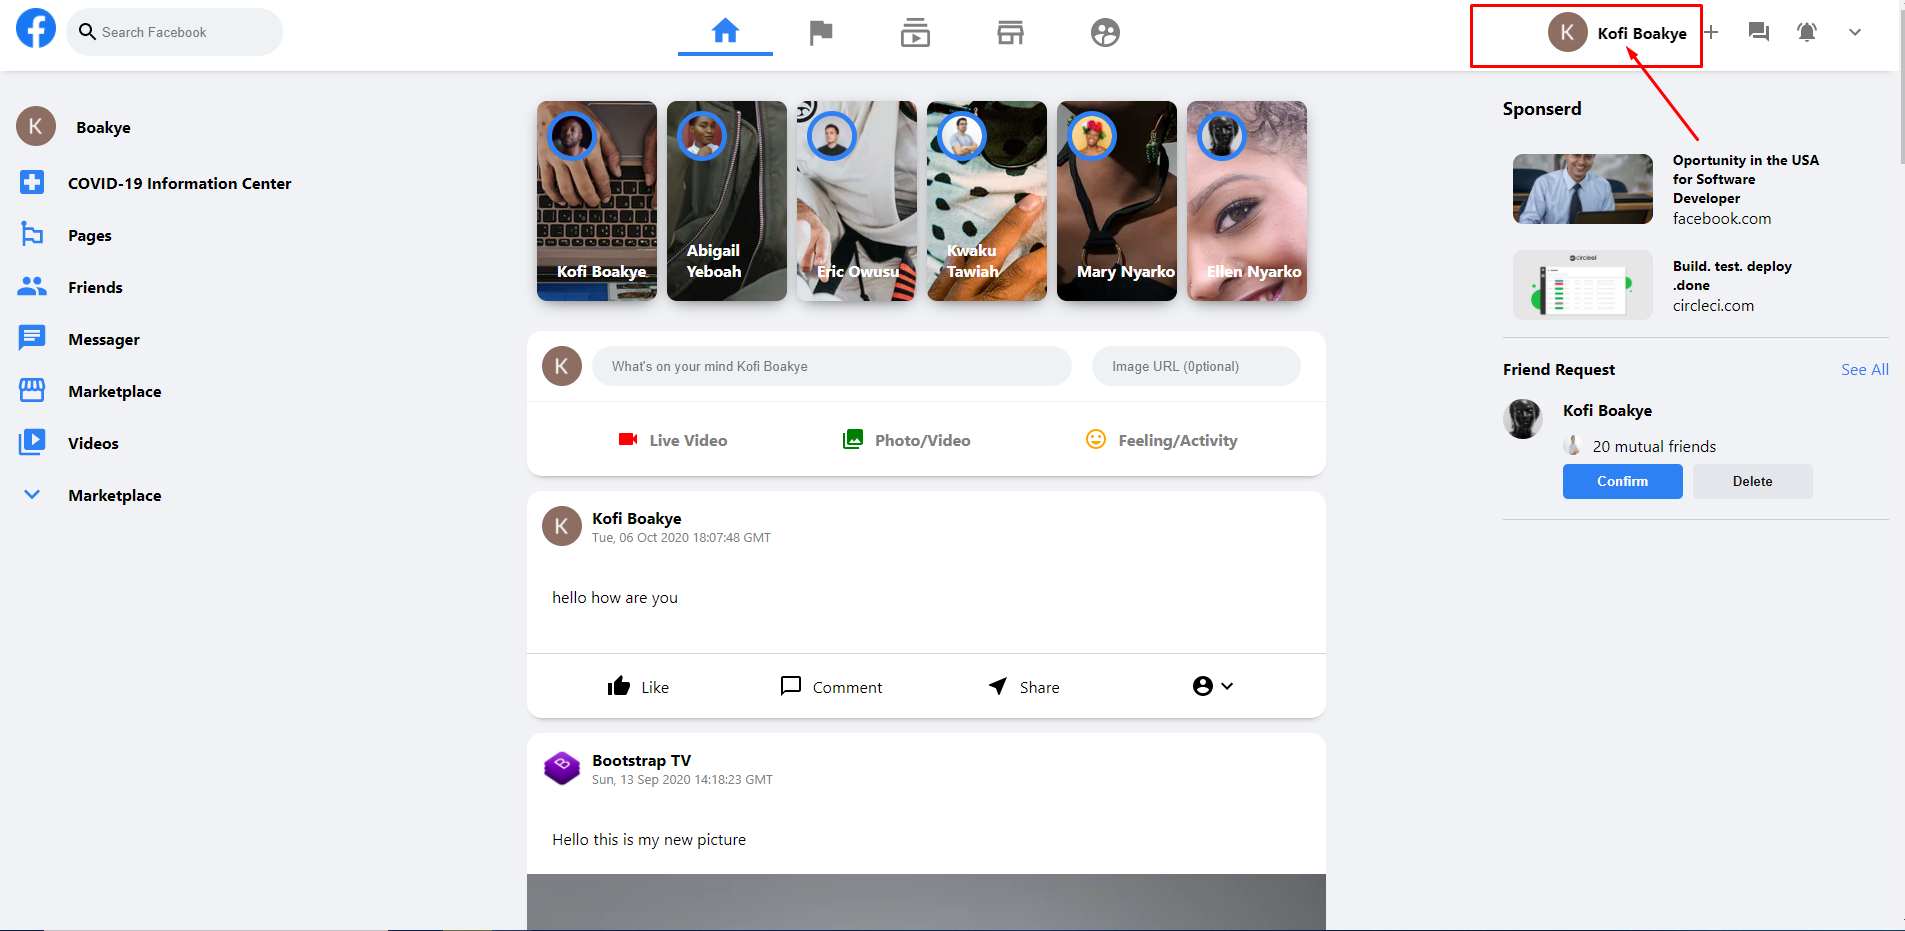 Search Facebook
K Kofi Boakye
K Boakye
COVID-19 Information Center
Pages
Friends
Messager
Marketplace
Videos
Marketplace
Kofi Boakye
Abigail
Yeboah
Eric Owusu
Kwaku
Tawiah
Mary Nyarko
Ellen Nyarko
K What's on your mind Kofi Boakye
Image URL (0ptional)
Live Video
Photo/Video
Feeling/Activity
K Kofi Boakye
Tue, 06 Oct 2020 18:07:48 GMT
hello how are you
Like
Comment
Share
B Bootstrap TV
Sun, 13 Sep 2020 14:18:23 GMT
Hello this is my new picture
Sponserd
Oportunity in the USA
for Software
Developer
facebook.com
circleci
Build. test. deploy
.done
circleci.com
Friend Request
See All
Kofi Boakye
20 mutual friends
Confirm
Delete